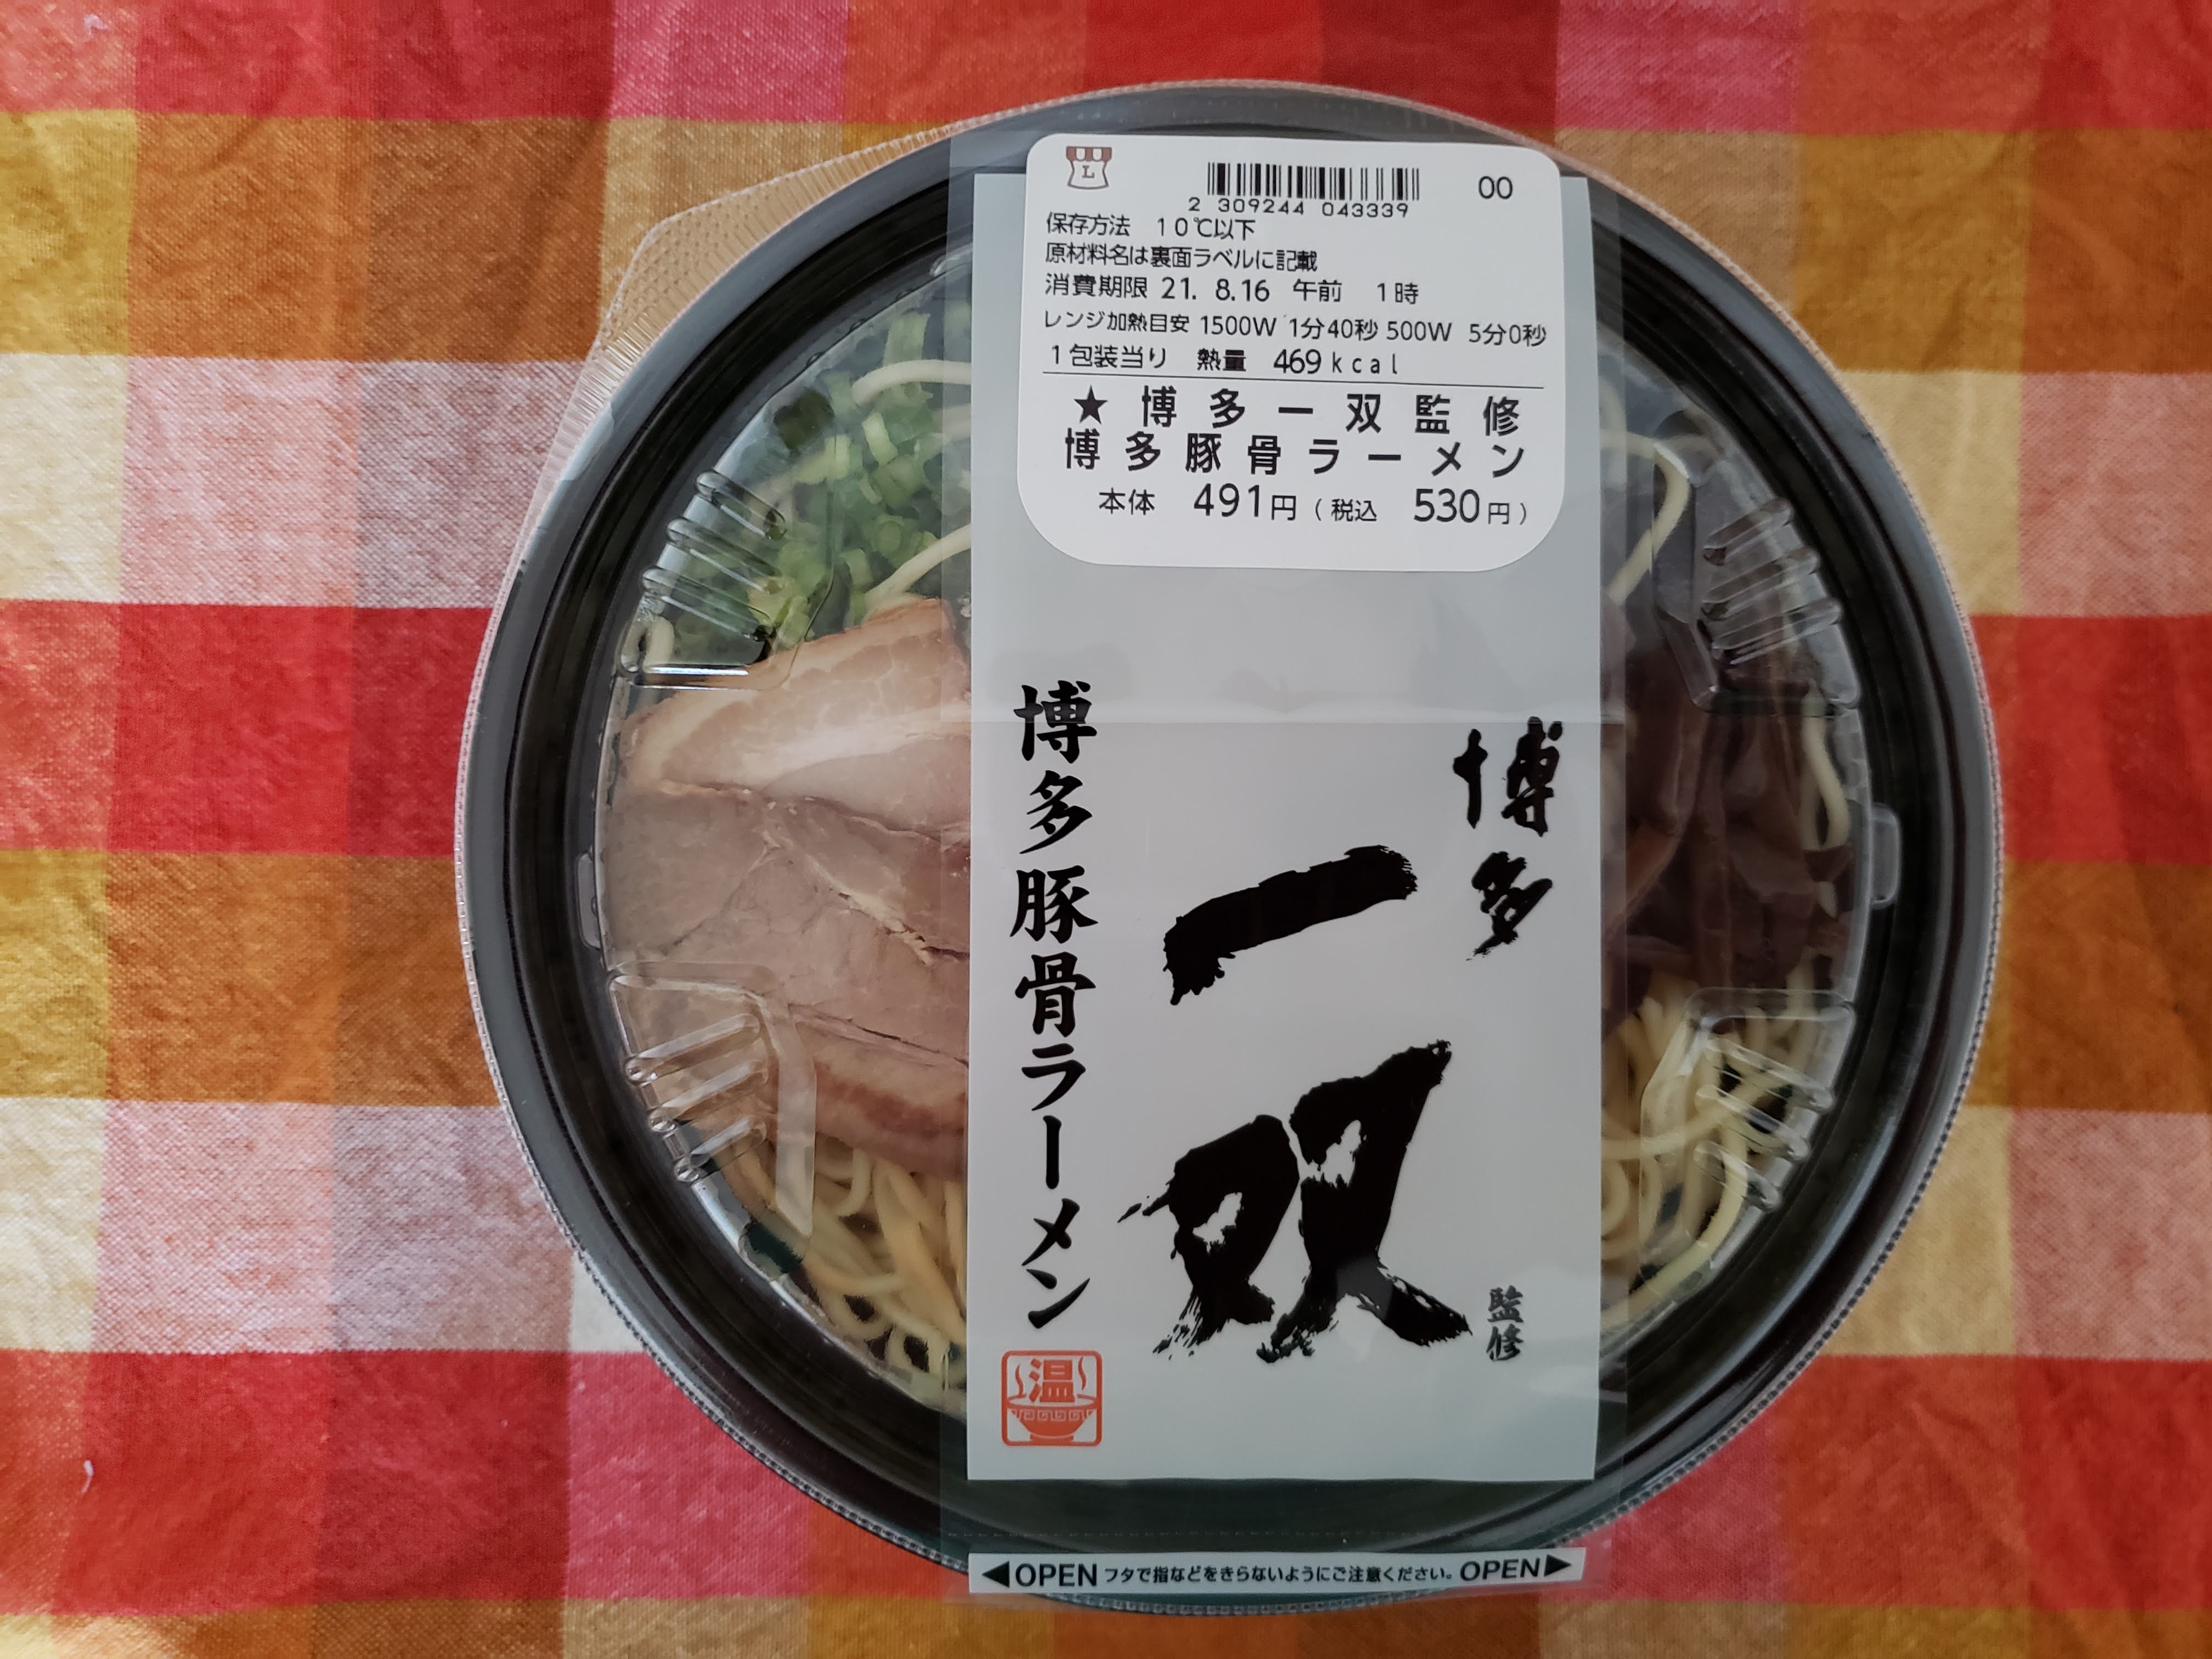 L
00
2 309244 043339
保存方法 10℃以下
原材料名は裏面ラベルに記載
消費期限 21. 8.16 午前 1時
レンジ加熱目安 1500W 1分40秒 500W 5分0秒
1包装当り 熱量 469kcal
★博多一双監修
博多豚骨ラーメン
本体 491円(税込 530円)
博多
一双
監修
博多豚骨ラーメン
温
◀OPEN フタで指などをきらないようにご注意ください。 OPEN▶